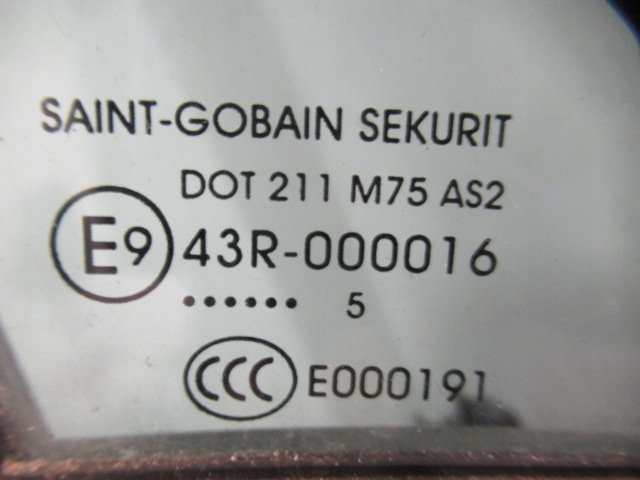 SAINT-GOBAIN SEKURIT
DOT 211 M75 AS2
E9 43R-000016
•••••• 5
CCC E000191